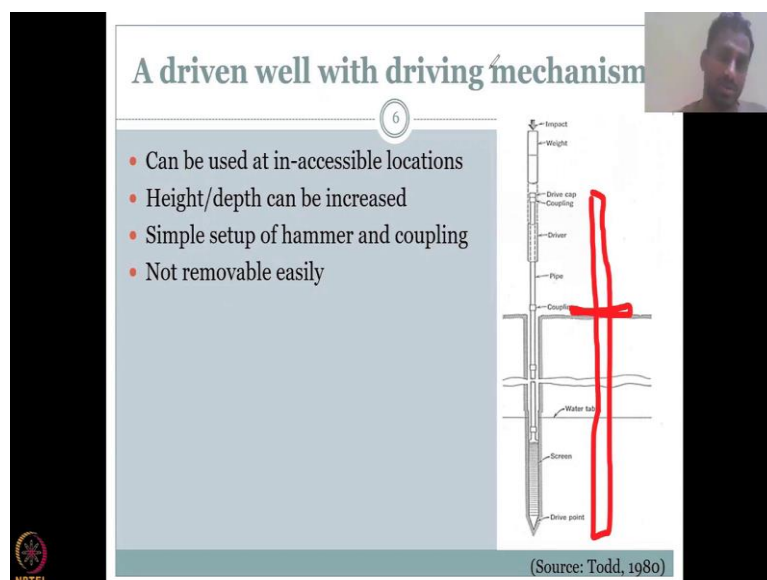 A driven well with driving mechanism
6
• Can be used at in-accessible locations
• Height/depth can be increased
• Simple setup of hammer and coupling
• Not removable easily
Impact
Weight
Drive cap
Coupling
Driver
Pipe
Water
Screen
Drive point
(Source: Todd, 1980)
NPTEL